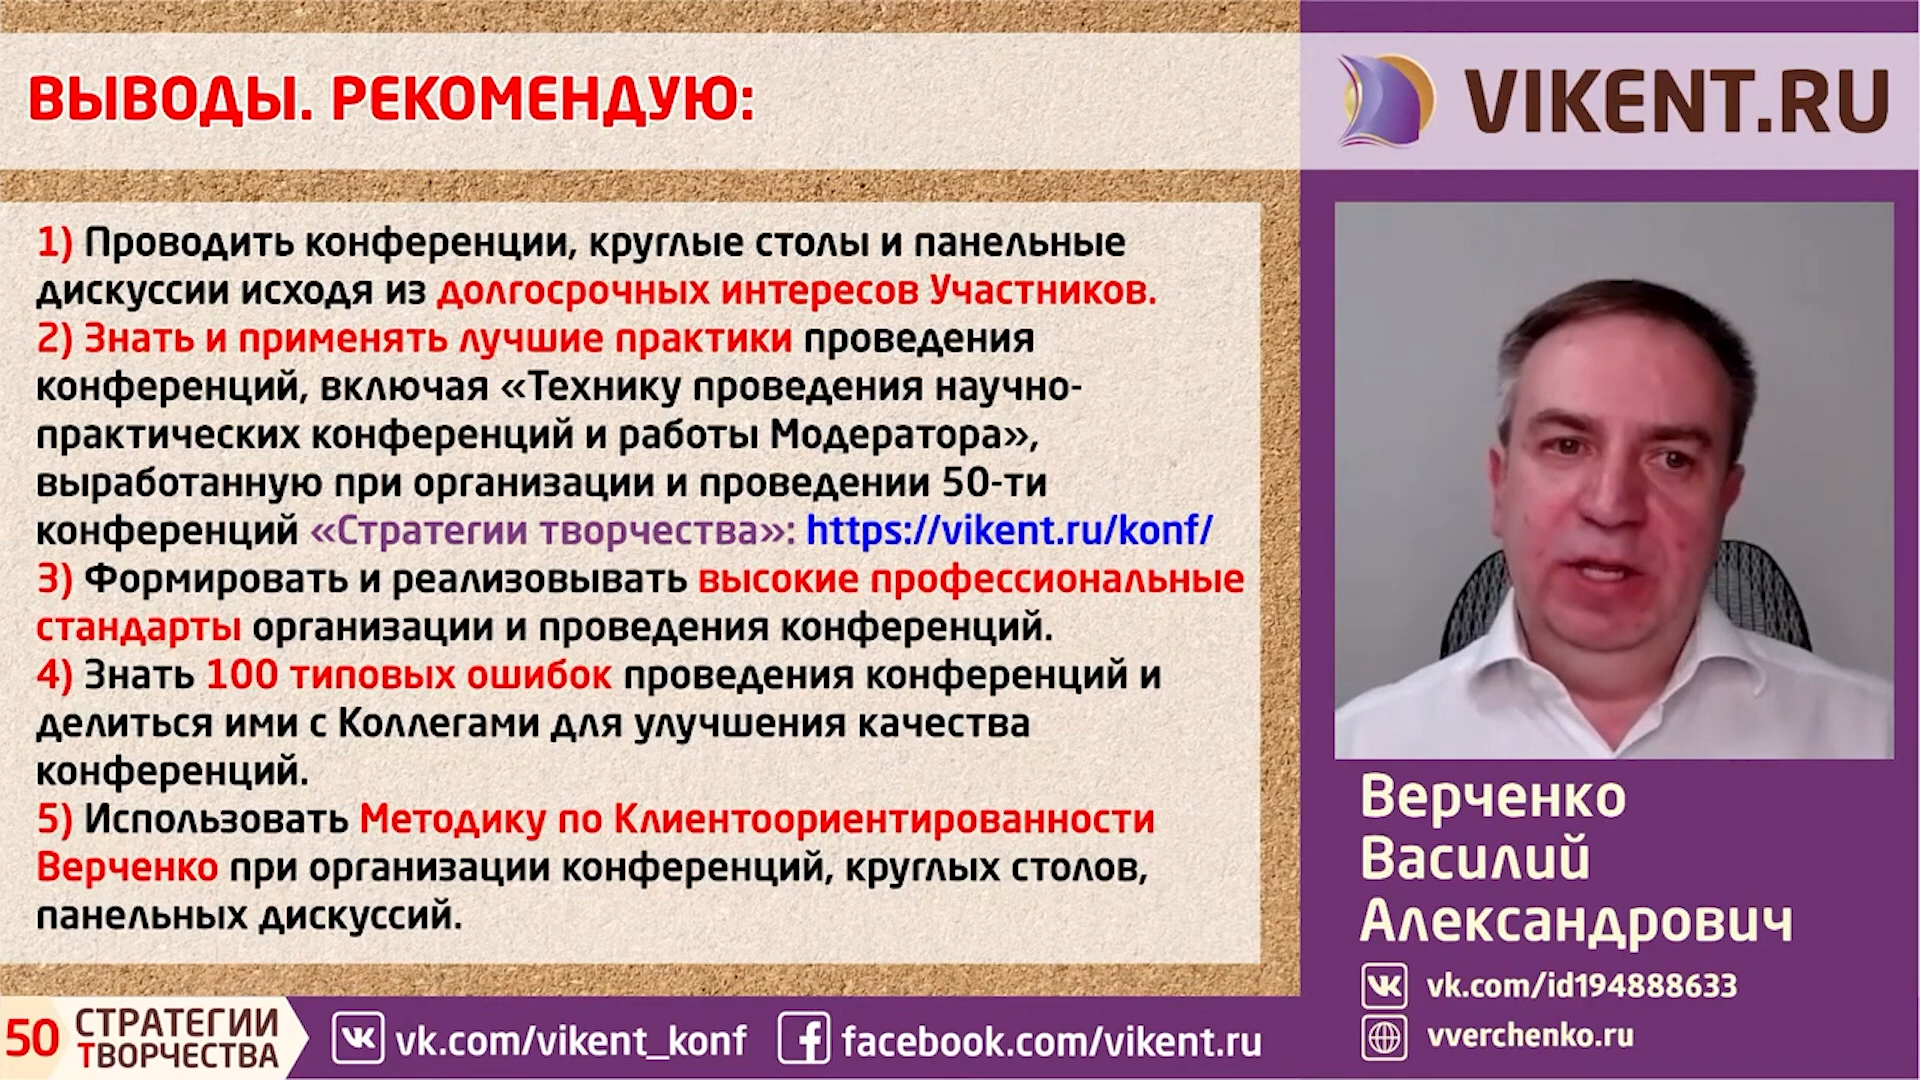 ВЫВОДЫ. РЕКОМЕНДУЮ:
VIKENT.RU
1) Проводить конференции, круглые столы и панельные
дискуссии исходя из долгосрочных интересов Участников.
2) Знать и применять лучшие практики проведения
конференций, включая «Технику проведения научно-
практических конференций и работы Модератора»,
выработанную при организации и проведении 50-ти
конференций «Стратегии творчества»: https://vikent.ru/konf/
3) Формировать и реализовывать высокие профессиональные
стандарты организации и проведения конференций.
4) Знать 100 типовых ошибок проведения конференций и
делиться ими с Коллегами для улучшения качества
конференций.
5) Использовать Методику по Клиентоориентированности
Верченко при организации конференций, круглых столов,
панельных дискуссий.
Верченко
Василий
Александрович
vk.com/id194888633
vverchenko.ru
50 СТРАТЕГИИ
ТВОРЧЕСТВА
vk.com/vikent_konf
facebook.com/vikent.ru